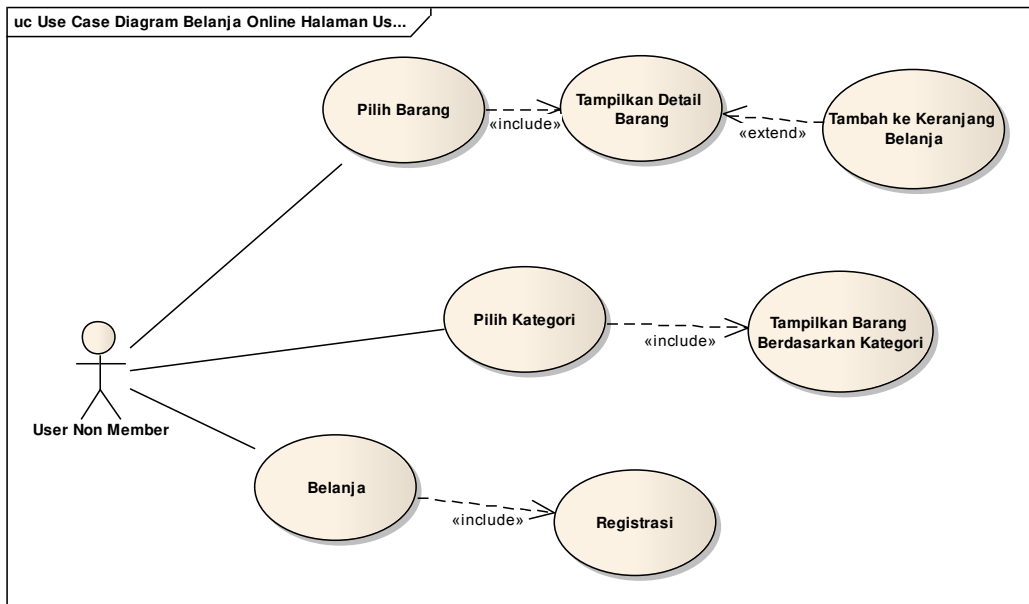 uc Use Case Diagram Belanja Online Halaman Us...
Pilih Barang
«include»
Tampilkan Detail
Barang
«extend»
Tambah ke Keranjang
Belanja
Pilih Kategori
«include»
Tampilkan Barang
Berdasarkan Kategori
User Non Member
Belanja
«include»
Registrasi